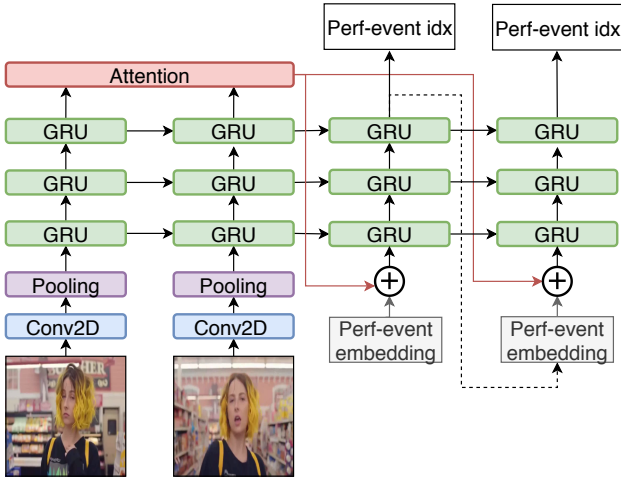 Perf-event idx
Perf-event idx
Attention
GRU
GRU
GRU
GRU
GRU
GRU
GRU
GRU
GRU
GRU
GRU
GRU
Pooling
Pooling
+
+
Conv2D
Conv2D
Perf-event
embedding
Perf-event
embedding